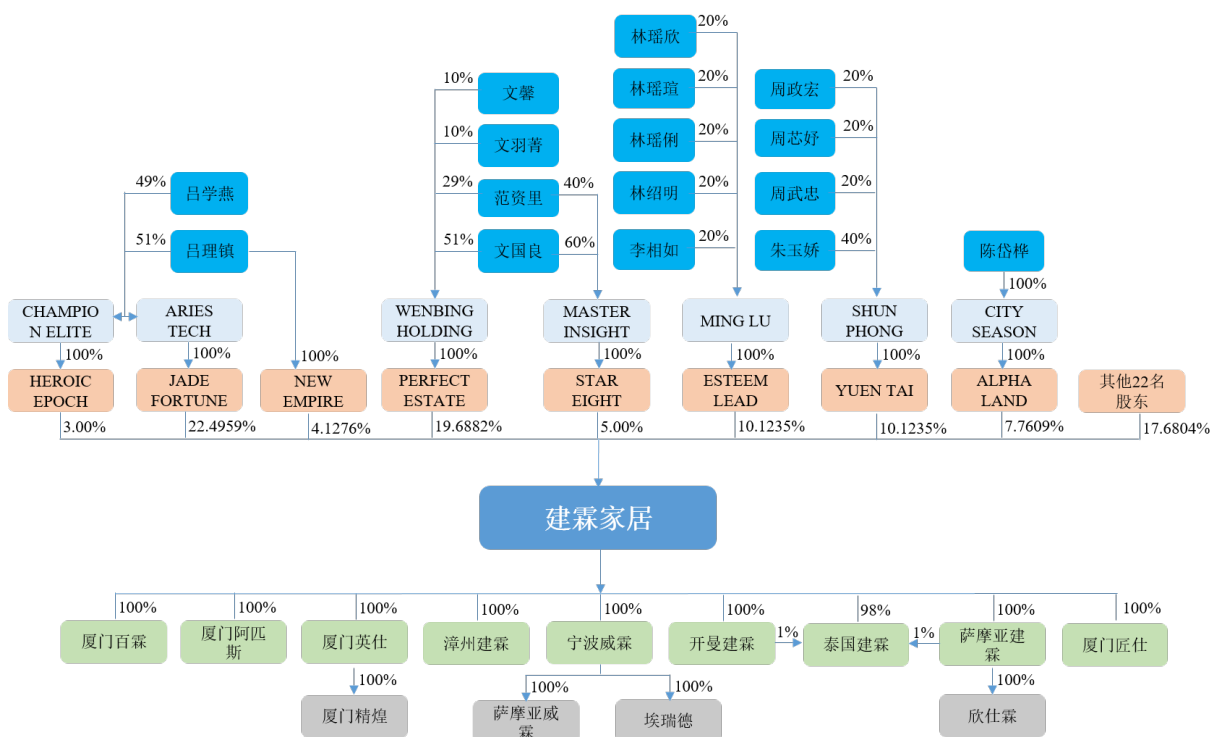 林瑶欣
20%
10%
文馨
林瑶瑄
20%
周政宏
20%
10%
文羽菁
林瑶俐
20%
周芯妤
20%
49%
吕学燕
29%
范资里
40%
林绍明
20%
周武忠
20%
51%
吕理镇
51%
文国良
60%
李相如
20%
朱玉娇
40%
陈岱桦
100%
CHAMPIO
N ELITE
ARIES
TECH
WENBING
HOLDING
MASTER
INSIGHT
MING LU
SHUN
PHONG
CITY
SEASON
100%
100%
100%
100%
100%
100%
100%
100%
HEROIC
EPOCH
JADE
FORTUNE
NEW
EMPIRE
PERFECT
ESTATE
STAR
EIGHT
ESTEEM
LEAD
YUEN TAI
ALPHA
LAND
其他22名
股东
3.00%
22.4959%
4.1276%
19.6882%
5.00%
10.1235%
10.1235%
7.7609%
17.6804%
建霖家居
100%
100%
100%
100%
100%
100%
98%
100%
100%
厦门百霖
厦门阿匹
斯
厦门英仕
漳州建霖
宁波威霖
开曼建霖
1%
泰国建霖
1%
萨摩亚建
霖
厦门匠仕
100%
100%
100%
100%
厦门精煌
萨摩亚威
霖
埃瑞德
欣仕霖